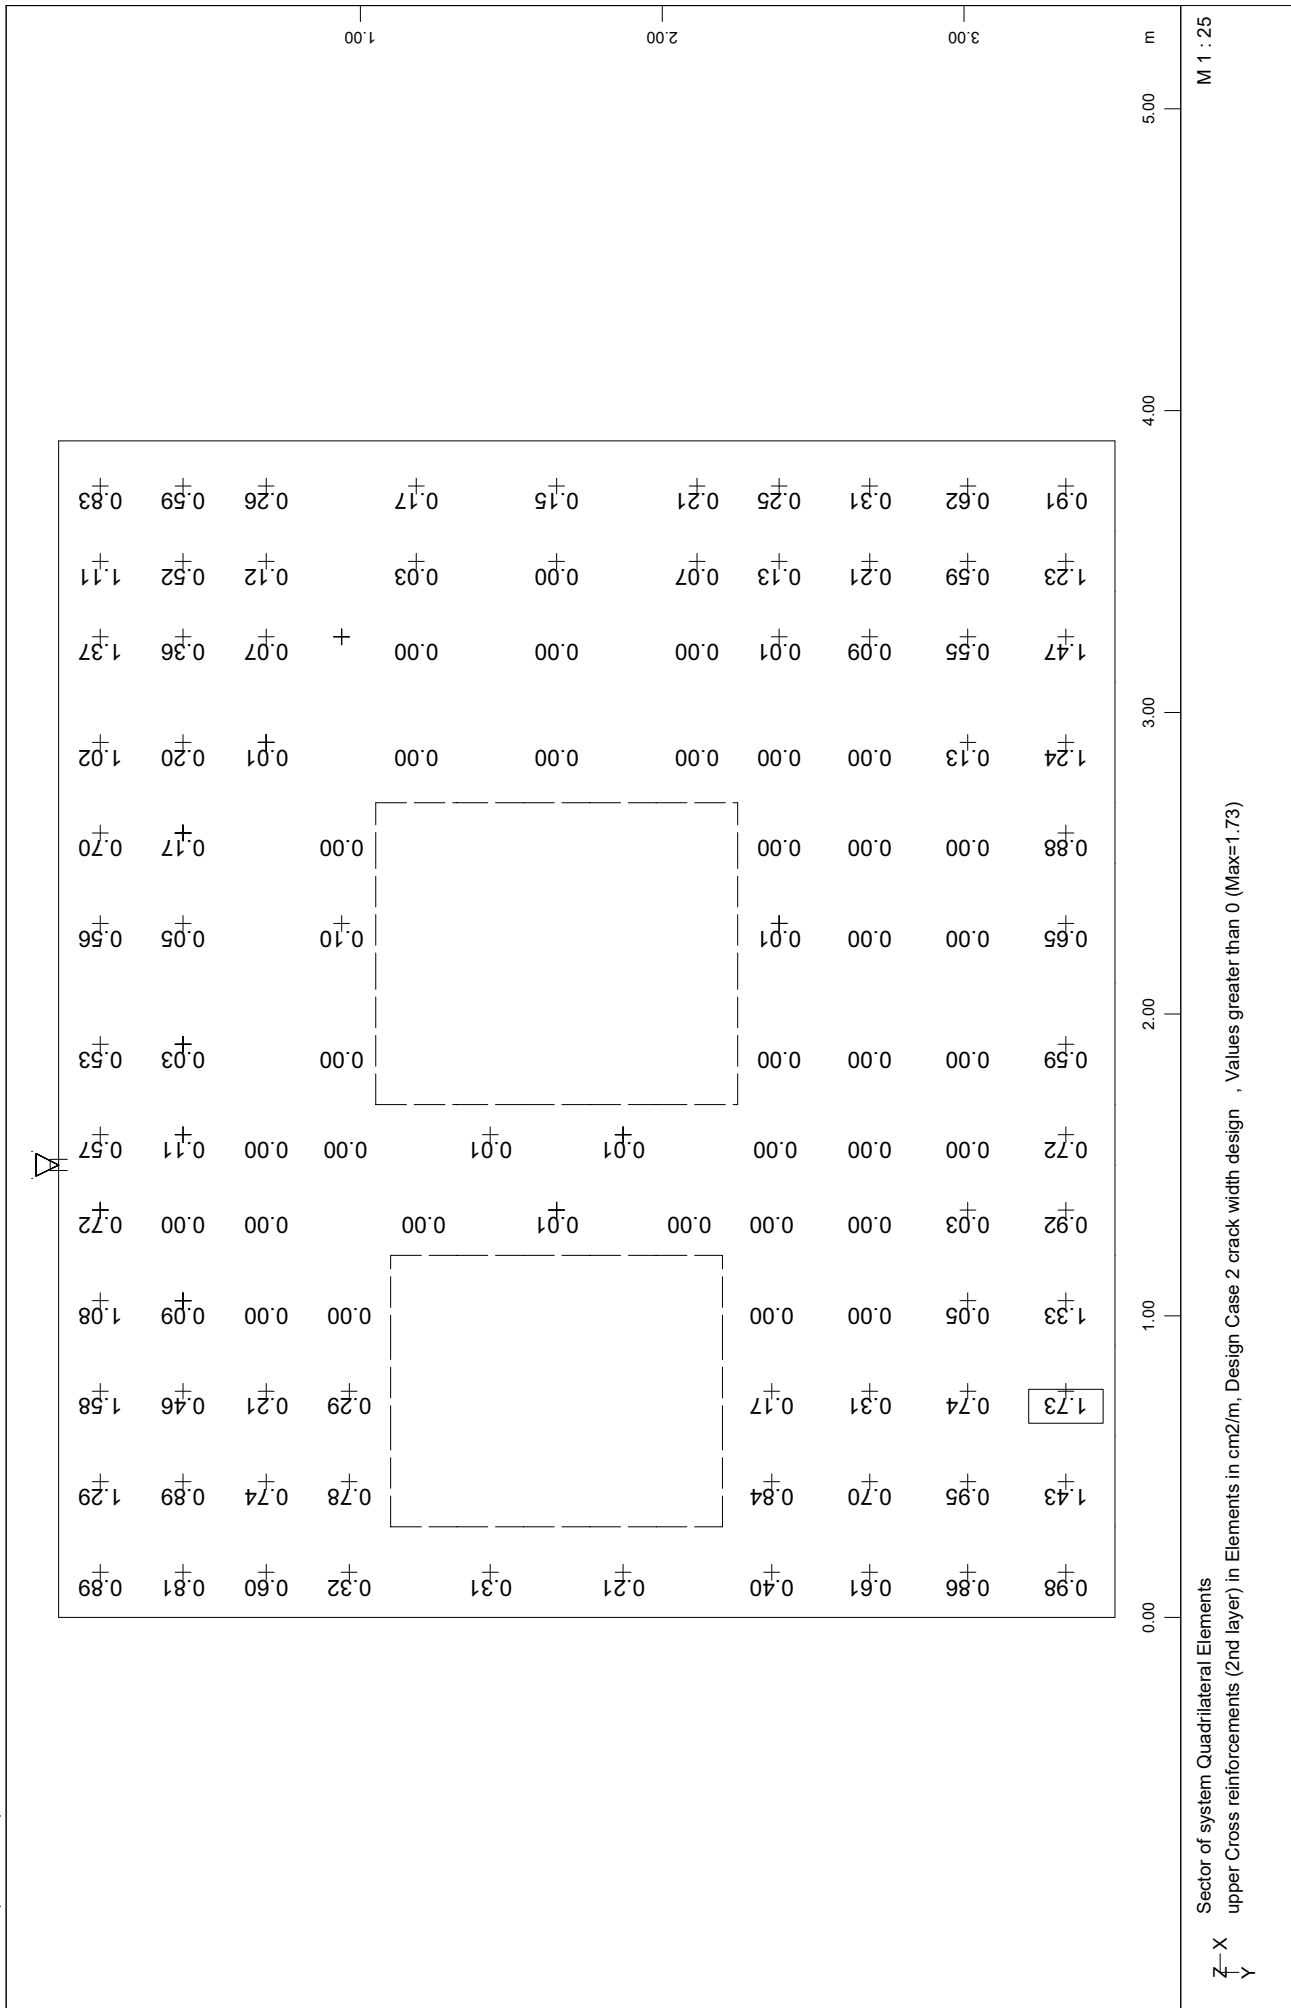 1.00 2.00 3.00 m
0.83 0.59 0.26 0.17 0.15 0.21 0.25 0.31 0.62 0.91
1.11 0.52 0.12 0.03 0.00 0.07 0.13 0.21 0.59 1.23
1.37 0.36 0.07 0.00 0.00 0.00 0.01 0.09 0.55 1.47
1.02 0.20 0.01 0.00 0.00 0.00 0.00 0.00 0.13 1.24
0.70 0.17 0.00 0.00 0.00 0.00 0.88
0.56 0.05 0.10 0.01 0.00 0.00 0.65
0.53 0.03 0.00 0.00 0.00 0.00 0.59
0.57 0.11 0.00 0.00 0.01 0.01 0.00 0.00 0.00 0.72
0.72 0.00 0.00 0.00 0.01 0.00 0.00 0.00 0.03 0.92
1.08 0.09 0.00 0.00 0.00 0.00 0.05 1.33
1.58 0.46 0.21 0.29 0.17 0.31 0.74 1.73
1.29 0.89 0.74 0.78 0.84 0.70 0.95 1.43
0.89 0.81 0.60 0.32 0.31 0.21 0.40 0.61 0.86 0.98
0.00 1.00 2.00 3.00 4.00 5.00
Sector of system Quadrilateral Elements
M 1 : 25
upper Cross reinforcements (2nd layer) in Elements in cm2/m, Design Case 2 crack width design , Values greater than 0 (Max=1.73)
Z X
Y